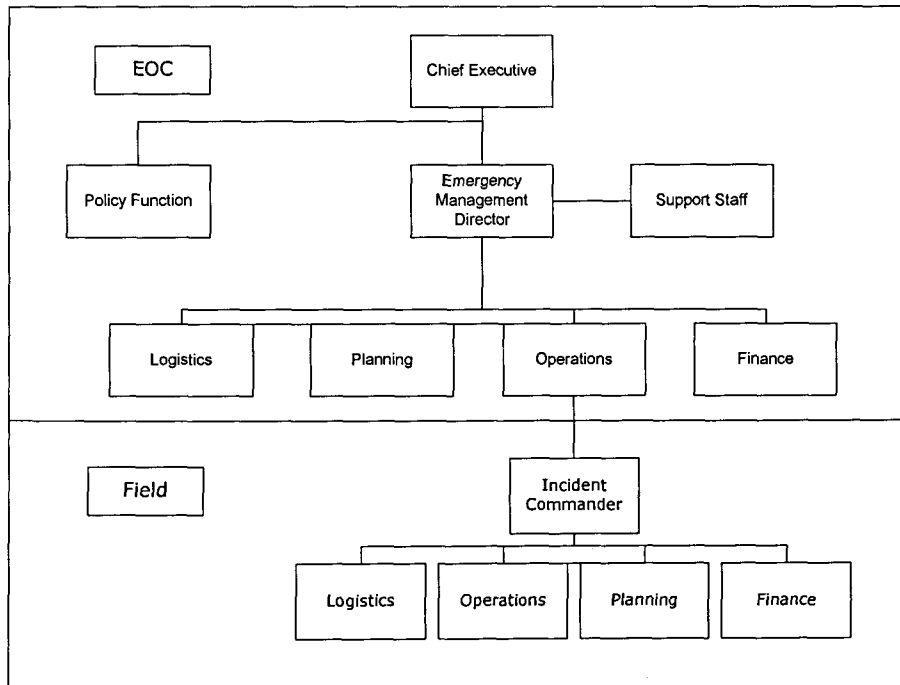 EOC
Chief Executive
Policy Function
Emergency
Management
Director
Support Staff
Logistics
Planning
Operations
Finance
Field
Incident
Commander
Logistics
Operations
Planning
Finance